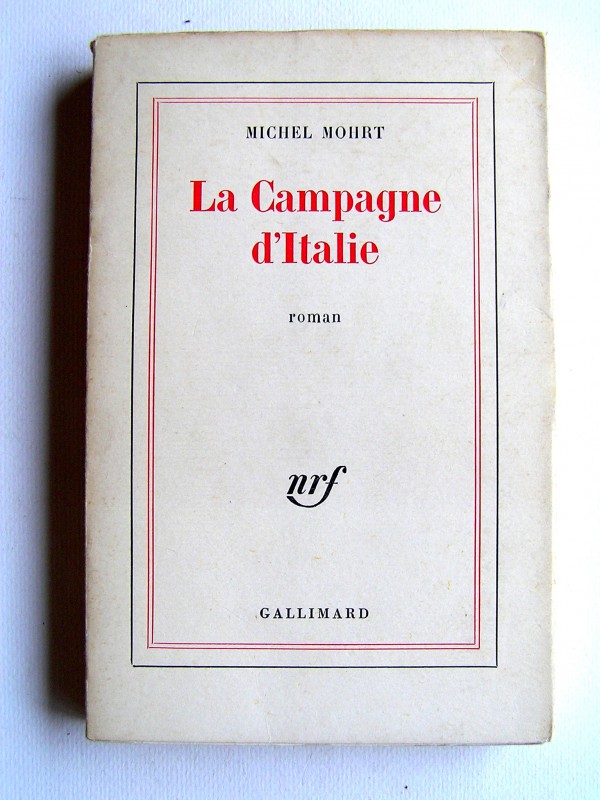 MICHEL MOHRT
La Campagne
d'Italie
roman
nrf
GALLIMARD